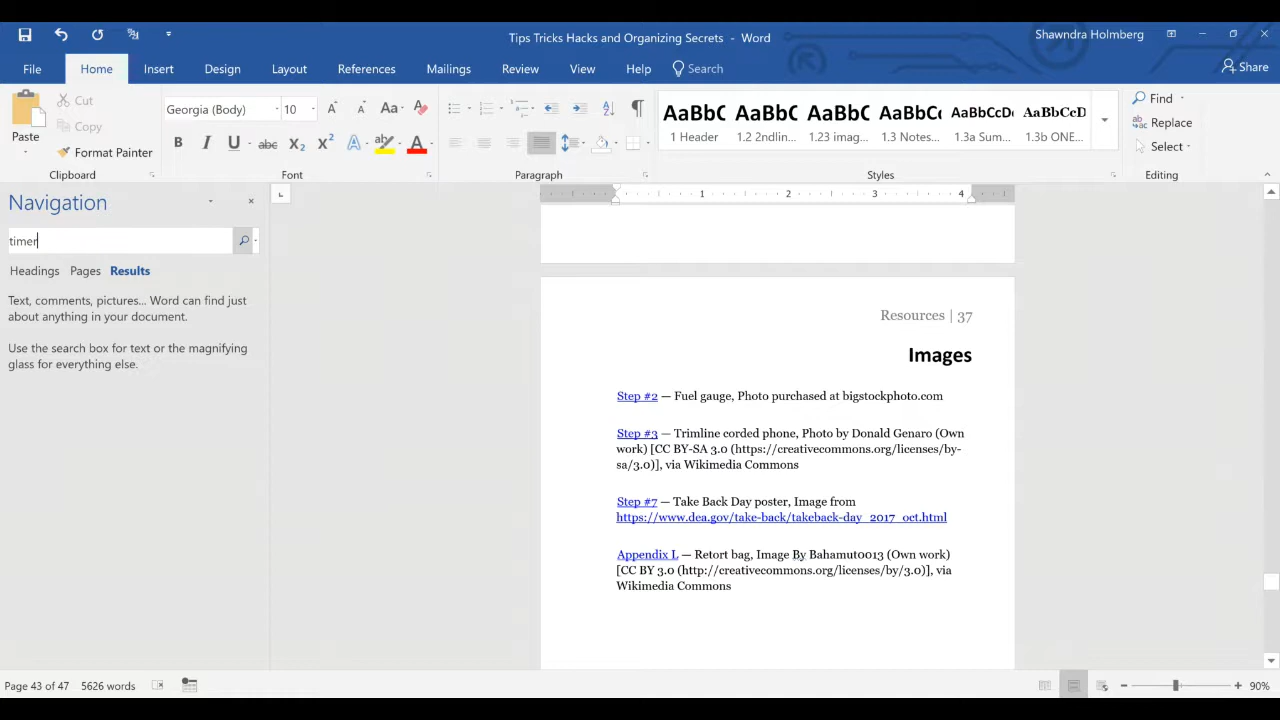 Tips Tricks Hacks and Organizing Secrets - Word
Shawndra Holmberg
File Home Insert Design Layout References Mailings Review View Help Search Share
Paste
Cut
Copy
Format Painter
Clipboard
Georgia (Body) 10
Font
Paragraph
AaBbC AaBbC AaBbC AaBbCc AaBbCcDd AaBbCcD
1 Header 1.2 2ndlin... 1.23 imag... 1.3 Notes... 1.3a Sum... 1.3b ONE...
Styles
Find
Replace
Select
Editing
Navigation
timer
Headings Pages Results
Text, comments, pictures... Word can find just
about anything in your document.
Use the search box for text or the magnifying
glass for everything else.
1 2 3 4
Resources | 37
Images
Step #2 — Fuel gauge, Photo purchased at bigstockphoto.com
Step #3 — Trimline corded phone, Photo by Donald Genaro (Own
work) [CC BY-SA 3.0 (https://creativecommons.org/licenses/by-
sa/3.0)], via Wikimedia Commons
Step #7 — Take Back Day poster, Image from
https://www.dea.gov/take-back/takeback-day_2017_oct.html
Appendix L — Retort bag, Image By Bahamut0013 (Own work)
[CC BY 3.0 (http://creativecommons.org/licenses/by/3.0)], via
Wikimedia Commons
Page 43 of 47 5626 words 90%